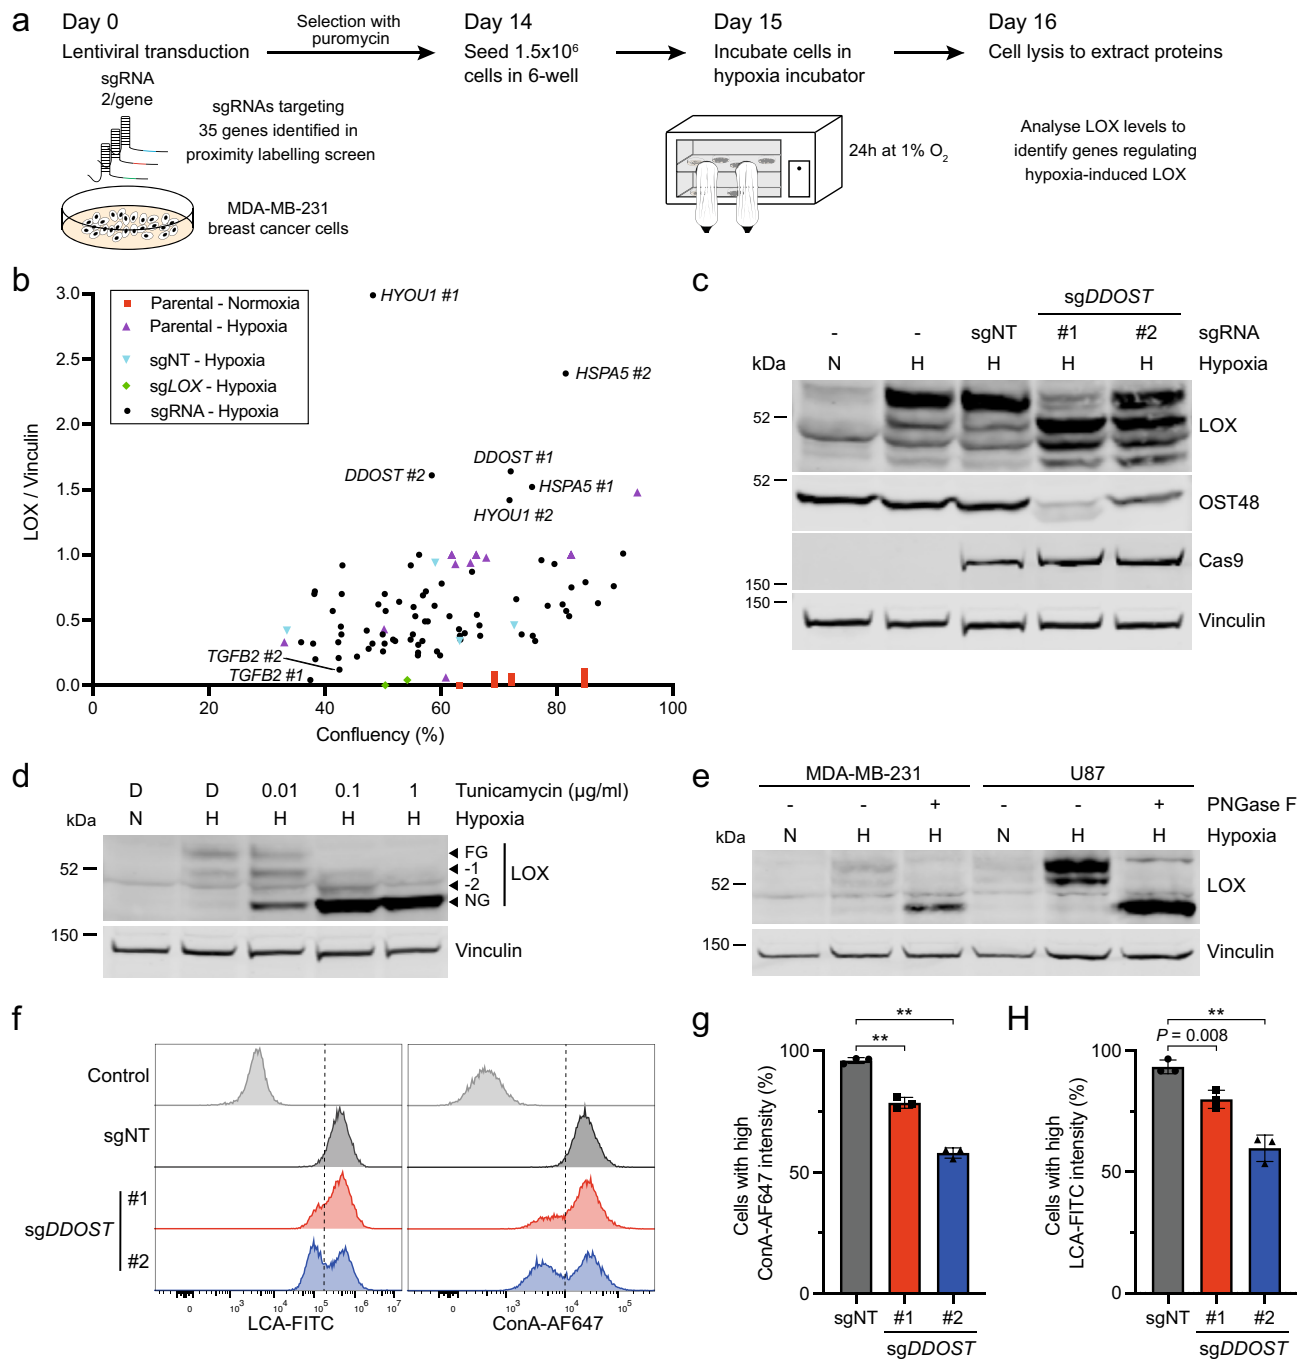 a
Day 0
Lentiviral transduction
Selection with
puromycin
Day 14
Seed 1.5x10⁶
cells in 6-well
Day 15
Incubate cells in
hypoxia incubator
Day 16
Cell lysis to extract proteins
sgRNA
2/gene
sgRNAs targeting
35 genes identified in
proximity labelling screen
MDA-MB-231
breast cancer cells
24h at 1% O₂
Analyse LOX levels to
identify genes regulating
hypoxia-induced LOX
b
LOX / Vinculin
3.0
2.5
2.0
1.5
1.0
0.5
0.0
Parental - Normoxia
Parental - Hypoxia
sgNT - Hypoxia
sgLOX - Hypoxia
sgRNA - Hypoxia
HYOU1 #1
HSPA5 #2
DDOST #1
DDOST #2
HSPA5 #1
HYOU1 #2
TGFB2 #2
TGFB2 #1
0 20 40 60 80 100
Confluency (%)
c
sgDDOST
- - sgNT #1 #2 sgRNA
kDa N H H H H Hypoxia
52 LOX
52 OST48
Cas9
150
150 Vinculin
d
D D 0.01 0.1 1 Tunicamycin (µg/ml)
kDa N H H H H Hypoxia
52
FG
-1
-2
NG
LOX
150 Vinculin
e
MDA-MB-231 U87
- - + - - + PNGase F
kDa N H H N H H Hypoxia
52 LOX
150 Vinculin
f
Control
sgNT
sgDDOST
#1
#2
0 10³ 10⁴ 10⁵ 10⁶ 10⁷
LCA-FITC
0 10³ 10⁴ 10⁵
ConA-AF647
g
Cells with high
ConA-AF647 intensity (%)
100
50
0
**
**
sgNT #1 #2
sgDDOST
H
Cells with high
LCA-FITC intensity (%)
100
50
0
**
P = 0.008
sgNT #1 #2
sgDDOST